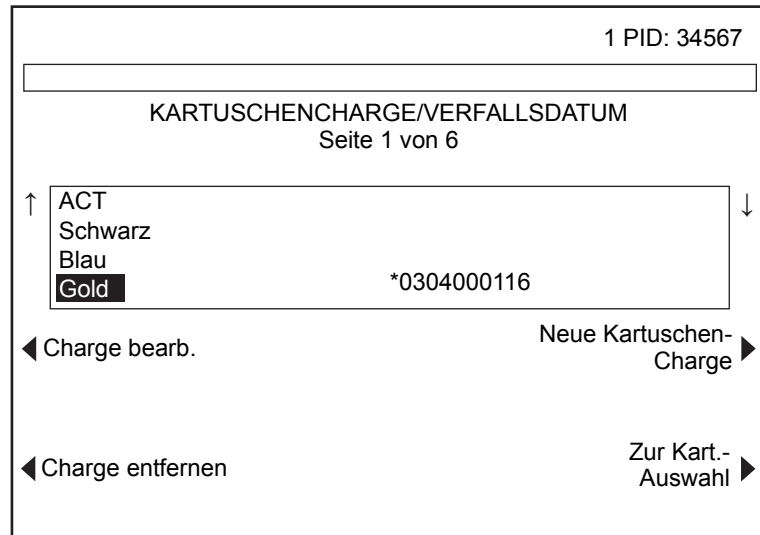 1 PID: 34567
KARTUSCHENCHARGE/VERFALLSDATUM
Seite 1 von 6
↑ ACT ↓
Schwarz
Blau
Gold *0304000116
Charge bearb.
Neue Kartuschen-
Charge
Charge entfernen
Zur Kart.-
Auswahl